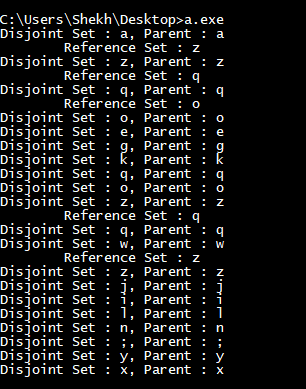 C:\Users\Shekh\Desktop>a.exe
Disjoint Set : a, Parent : a
Reference Set : z
Disjoint Set : z, Parent : z
Reference Set : q
Disjoint Set : q, Parent : q
Reference Set : o
Disjoint Set : o, Parent : o
Disjoint Set : e, Parent : e
Disjoint Set : g, Parent : g
Disjoint Set : k, Parent : k
Disjoint Set : q, Parent : q
Disjoint Set : o, Parent : o
Disjoint Set : z, Parent : z
Reference Set : q
Disjoint Set : q, Parent : q
Disjoint Set : w, Parent : w
Reference Set : z
Disjoint Set : z, Parent : z
Disjoint Set : j, Parent : j
Disjoint Set : i, Parent : i
Disjoint Set : l, Parent : l
Disjoint Set : n, Parent : n
Disjoint Set : ;, Parent : ;
Disjoint Set : y, Parent : y
Disjoint Set : x, Parent : x